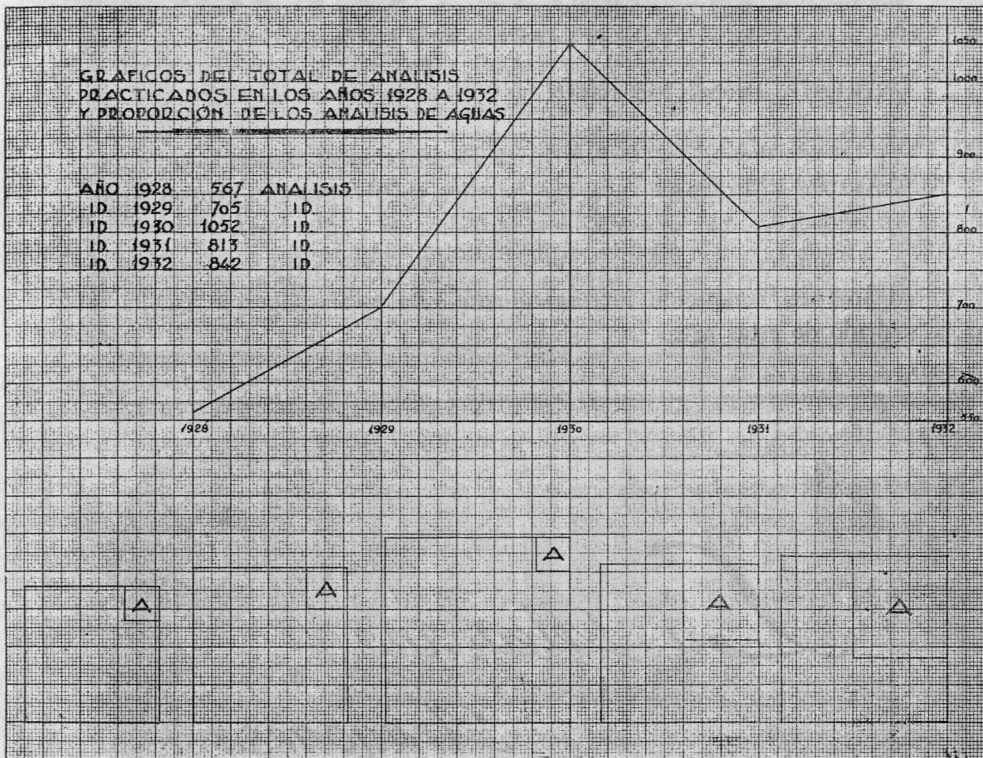 GRAFICOS DEL TOTAL DE ANALISIS
PRACTICADOS EN LOS AÑOS 1928 A 1932
Y PROPORCIÓN DE LOS ANALISIS DE AGUAS
AÑO 1928 567 ANALISIS
ID. 1929 705 ID.
ID. 1930 1052 ID.
ID. 1931 813 ID.
ID. 1932 842 ID.
1050
1000
900
800
700
600
550
1928 1929 1930 1931 1932
A A A A A